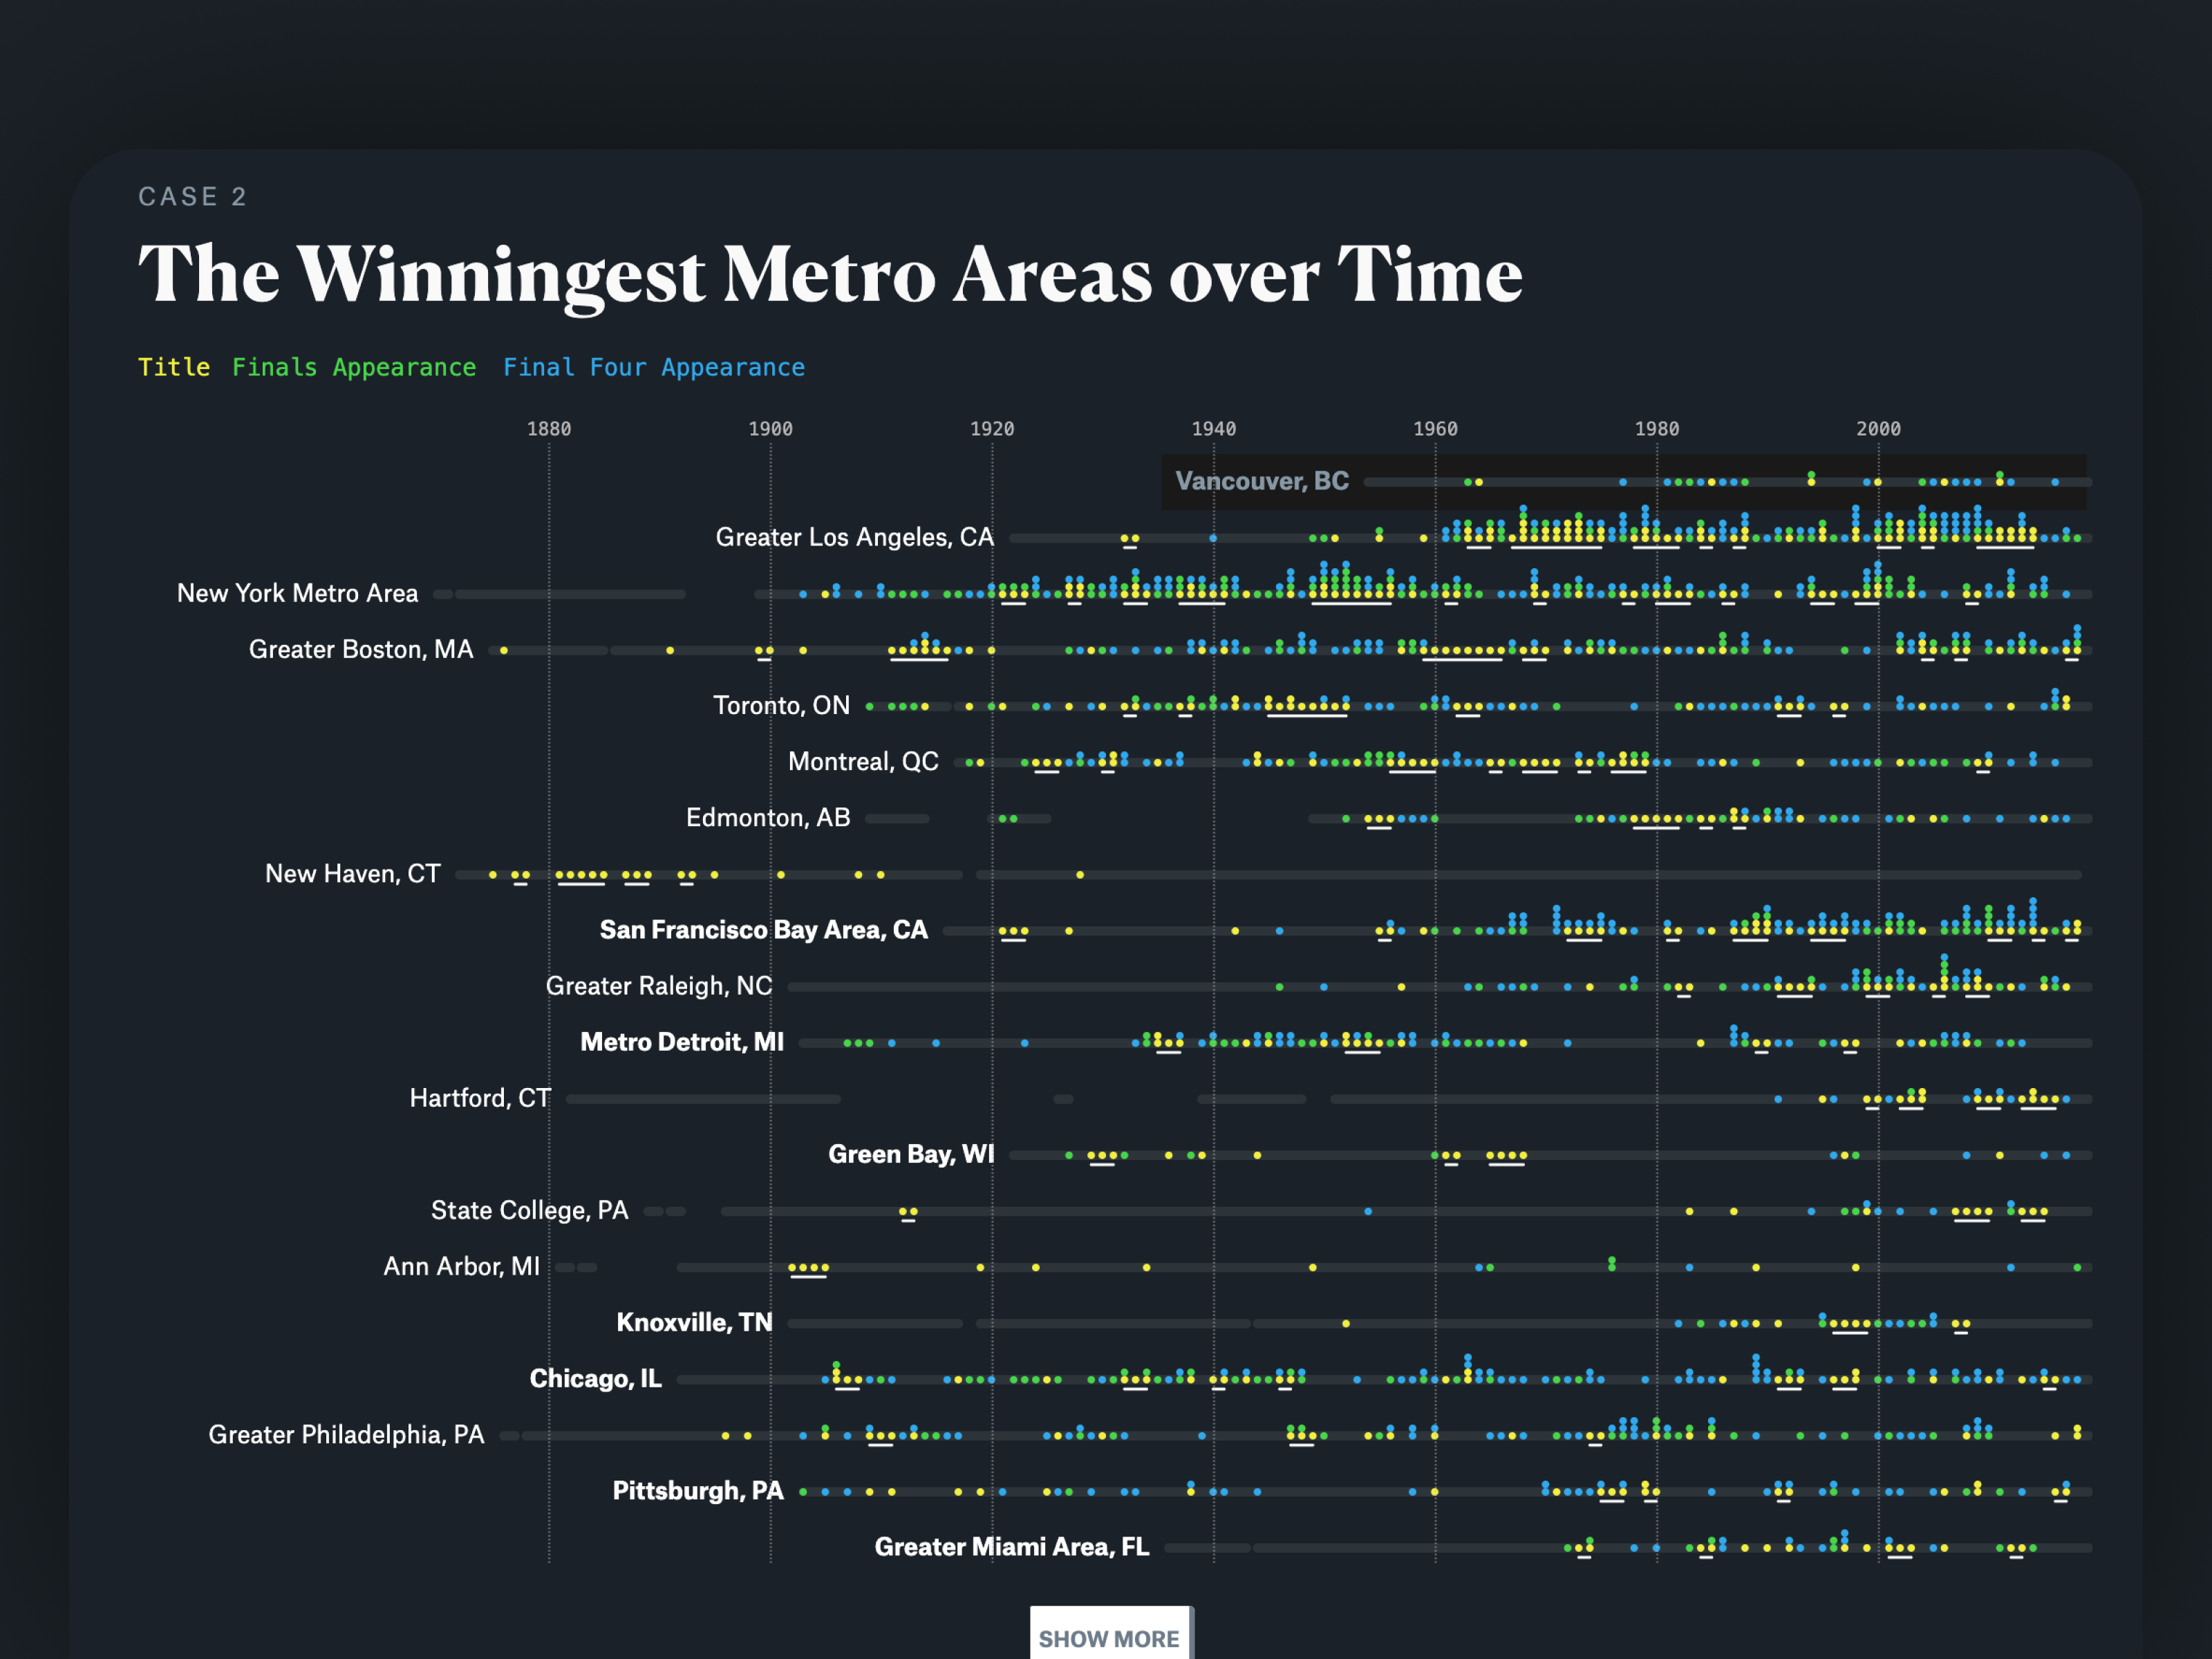 CASE 2
The Winningest Metro Areas over Time
Title Finals Appearance Final Four Appearance
1880 1900 1920 1940 1960 1980 2000
Vancouver, BC
Greater Los Angeles, CA
New York Metro Area
Greater Boston, MA
Toronto, ON
Montreal, QC
Edmonton, AB
New Haven, CT
San Francisco Bay Area, CA
Greater Raleigh, NC
Metro Detroit, MI
Hartford, CT
Green Bay, WI
State College, PA
Ann Arbor, MI
Knoxville, TN
Chicago, IL
Greater Philadelphia, PA
Pittsburgh, PA
Greater Miami Area, FL
SHOW MORE